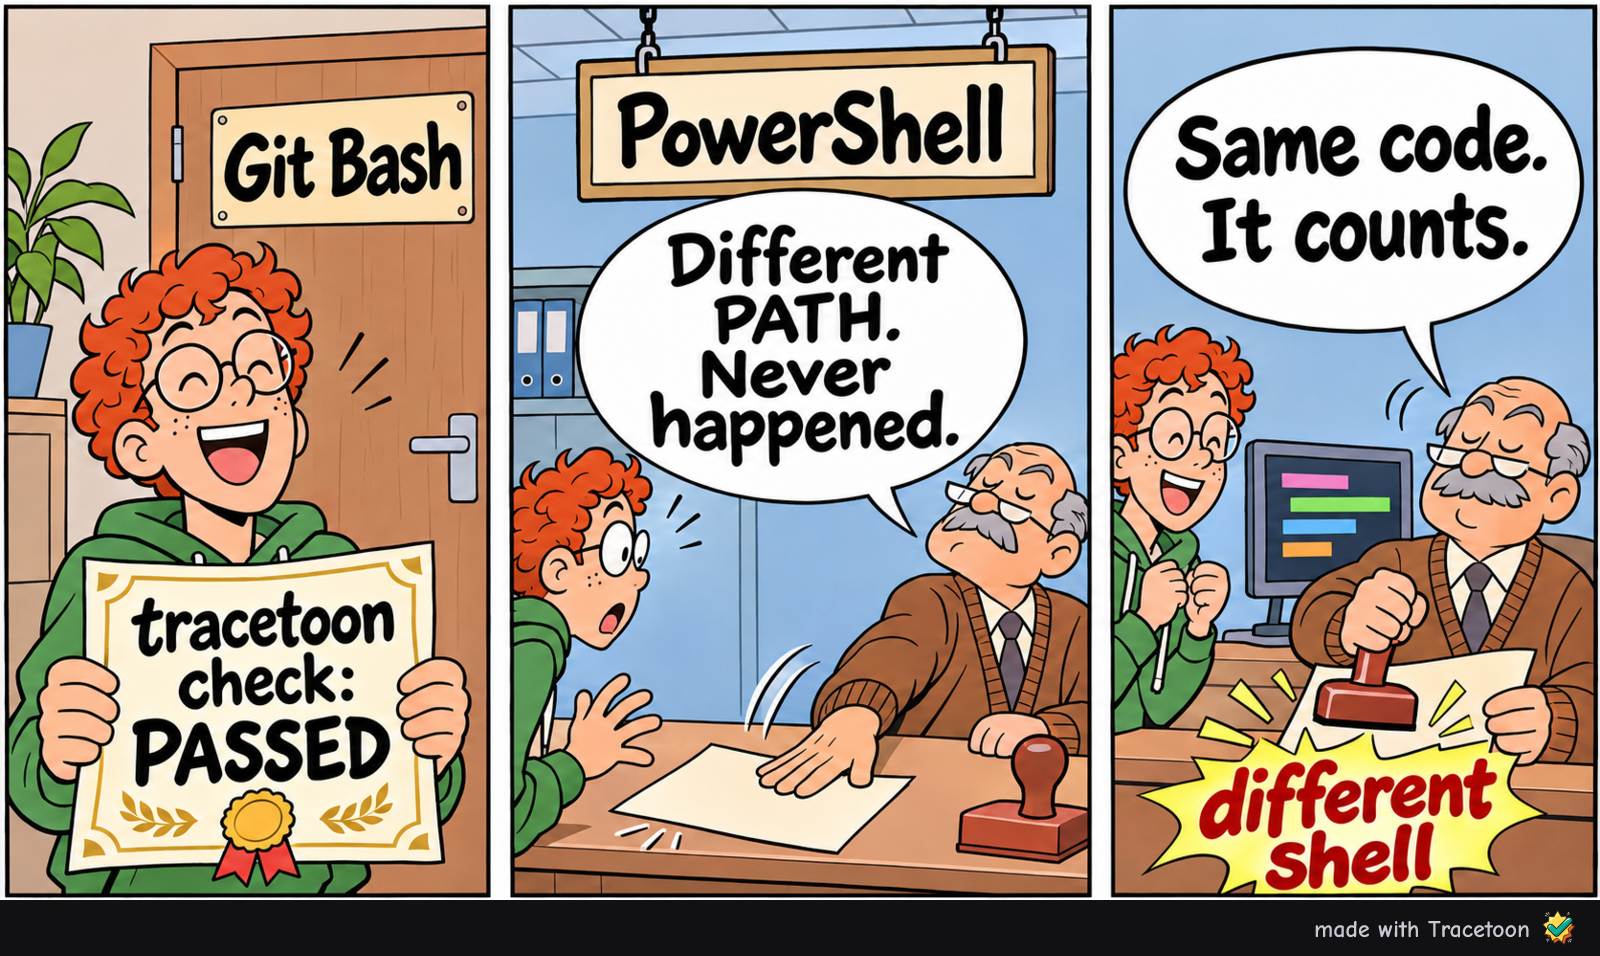 Git Bash
tracetoon
check:
PASSED
PowerShell
Different
PATH.
Never
happened.
Same code.
It counts.
different
shell
made with Tracetoon